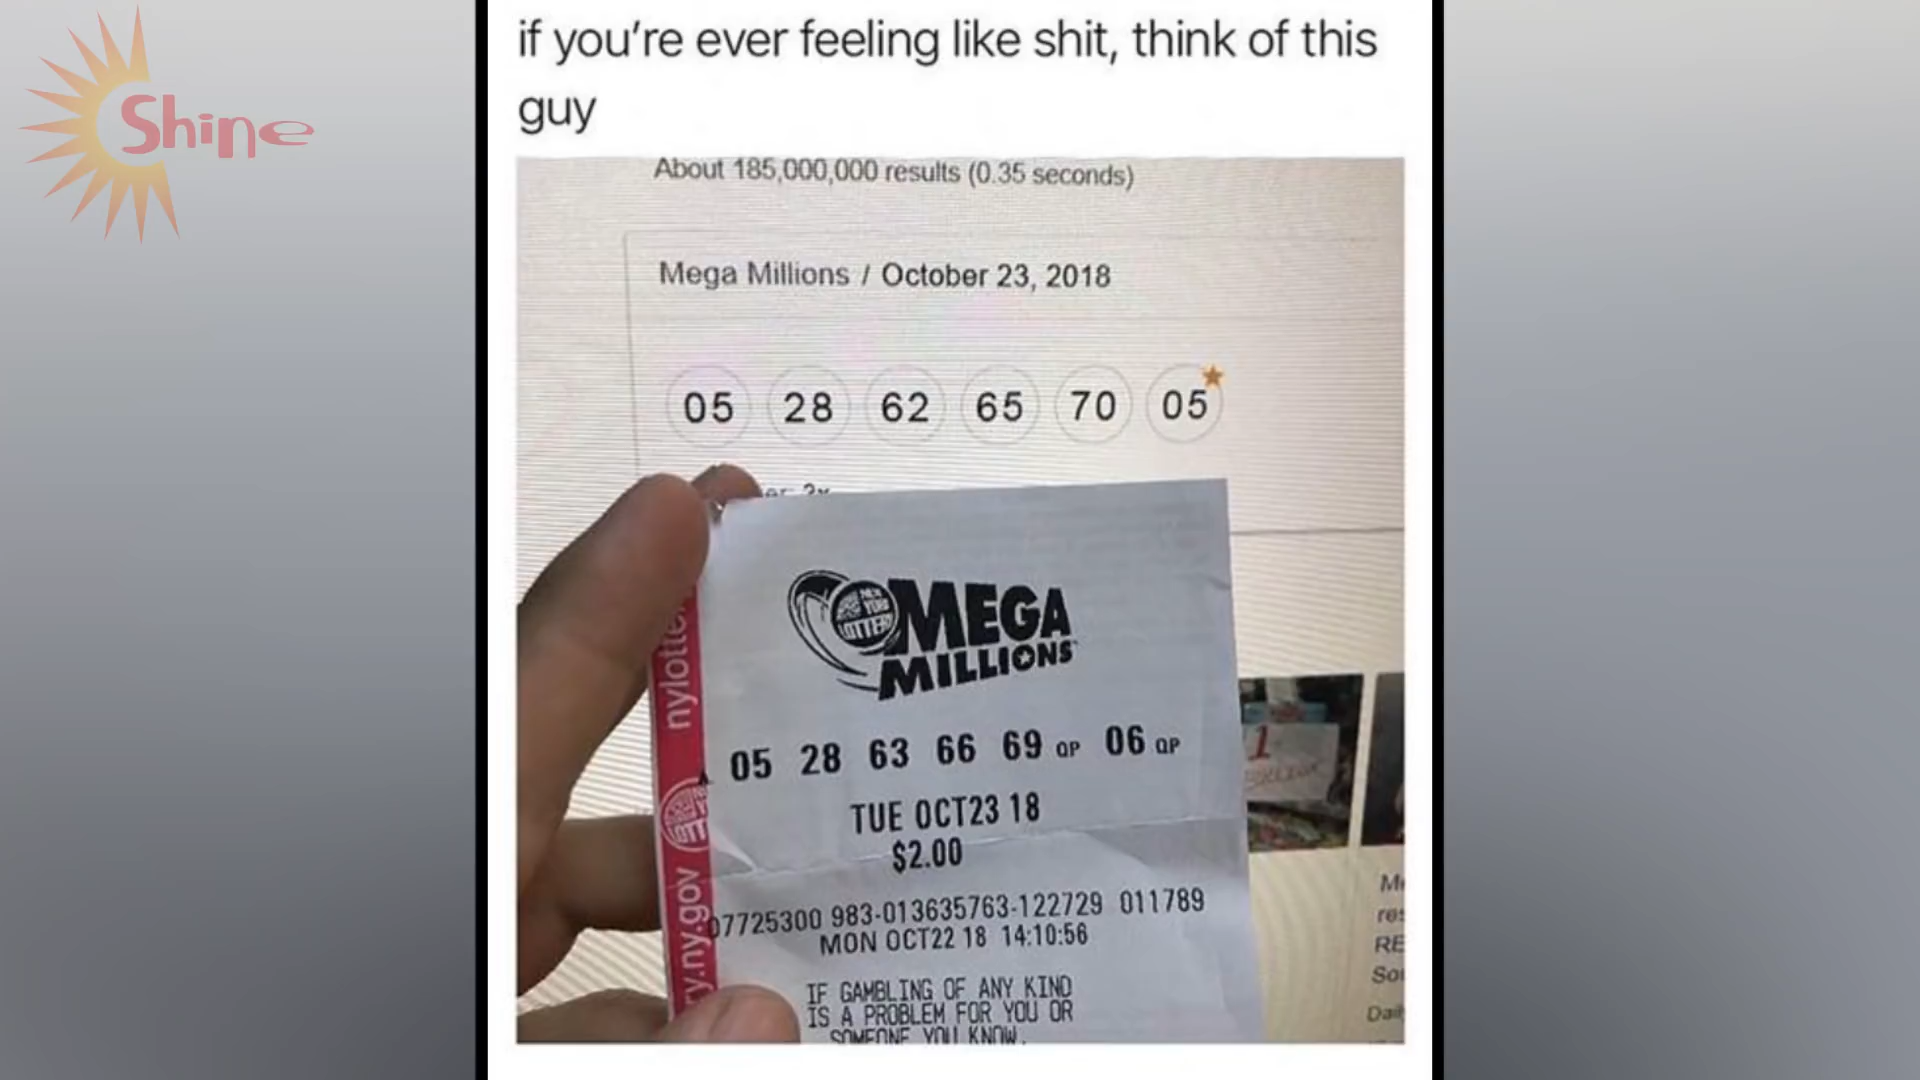 Shine
if you're ever feeling like shit, think of this
guy
About 185,000,000 results (0.35 seconds)
Mega Millions / October 23, 2018
05 28 62 65 70 05
MEGA
MILLIONS
05 28 63 66 69 QP 06 QP
TUE OCT23 18
$2.00
07725300 983-013635763-122729 011789
MON OCT22 18 14:10:56
IF GAMBLING OF ANY KIND
IS A PROBLEM FOR YOU OR
SOMEONE YOU KNOW,